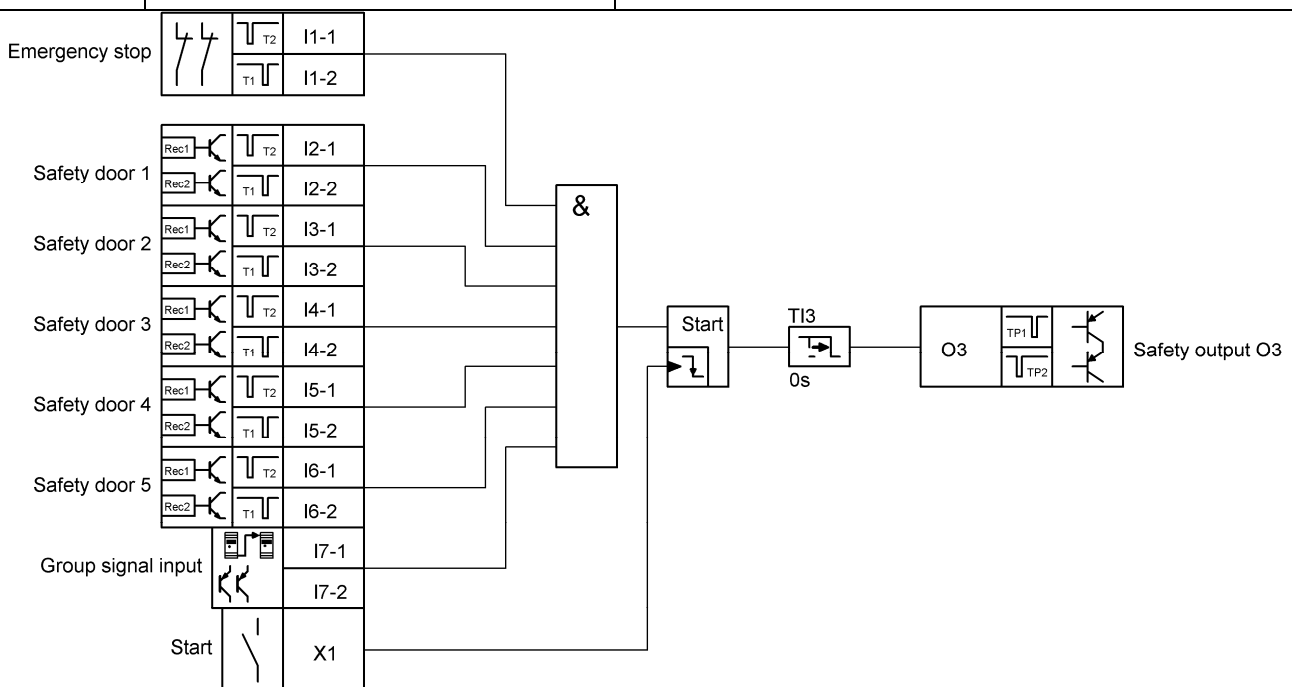 Emergency stop
T2 I1-1
T1 I1-2
Safety door 1
Rec1 T2 I2-1
Rec2 T1 I2-2
Safety door 2
Rec1 T2 I3-1
Rec2 T1 I3-2
Safety door 3
Rec1 T2 I4-1
Rec2 T1 I4-2
Safety door 4
Rec1 T2 I5-1
Rec2 T1 I5-2
Safety door 5
Rec1 T2 I6-1
Rec2 T1 I6-2
Group signal input
I7-1
I7-2
Start
X1
&
Start
TI3
0s
O3
TP1
TP2
Safety output O3